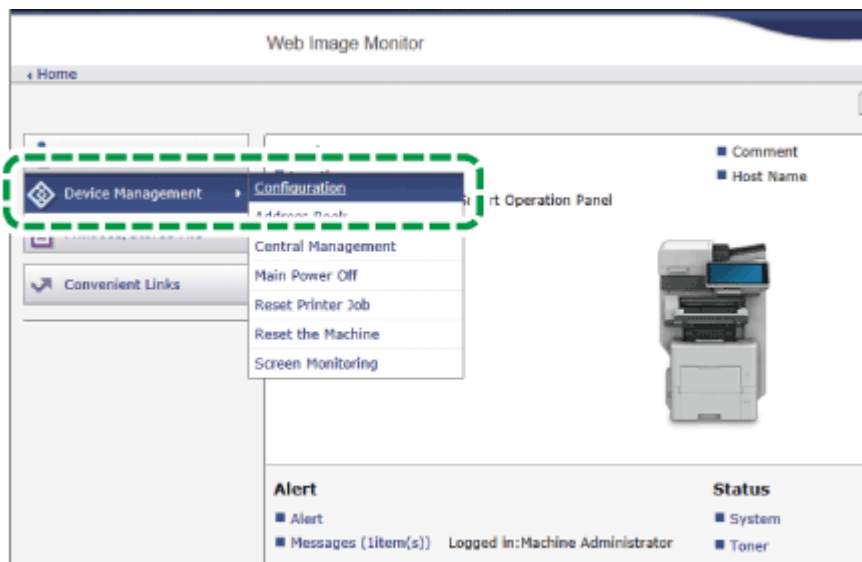 Web Image Monitor
Home
Comment
Host Name
Device Management
Configuration
rt Operation Panel
Address Book
Central Management
Convenient Links
Main Power Off
Reset Printer Job
Reset the Machine
Screen Monitoring
Alert
Status
Alert
System
Messages (1item(s)) Logged in:Machine Administrator
Toner